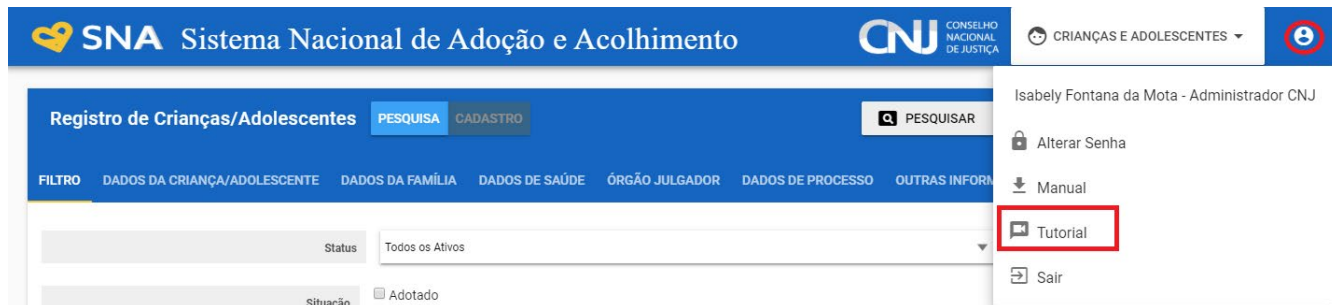 SNA Sistema Nacional de Adoção e Acolhimento
CNJ CONSELHO
NACIONAL
DE JUSTIÇA
CRIANÇAS E ADOLESCENTES
Isabely Fontana da Mota - Administrador CNJ
Alterar Senha
Manual
Tutorial
Sair
Registro de Crianças/Adolescentes PESQUISA CADASTRO PESQUISAR
FILTRO DADOS DA CRIANÇA/ADOLESCENTE DADOS DA FAMÍLIA DADOS DE SAÚDE ÓRGÃO JULGADOR DADOS DE PROCESSO OUTRAS INFORM
Status Todos os Ativos
Situação Adotado